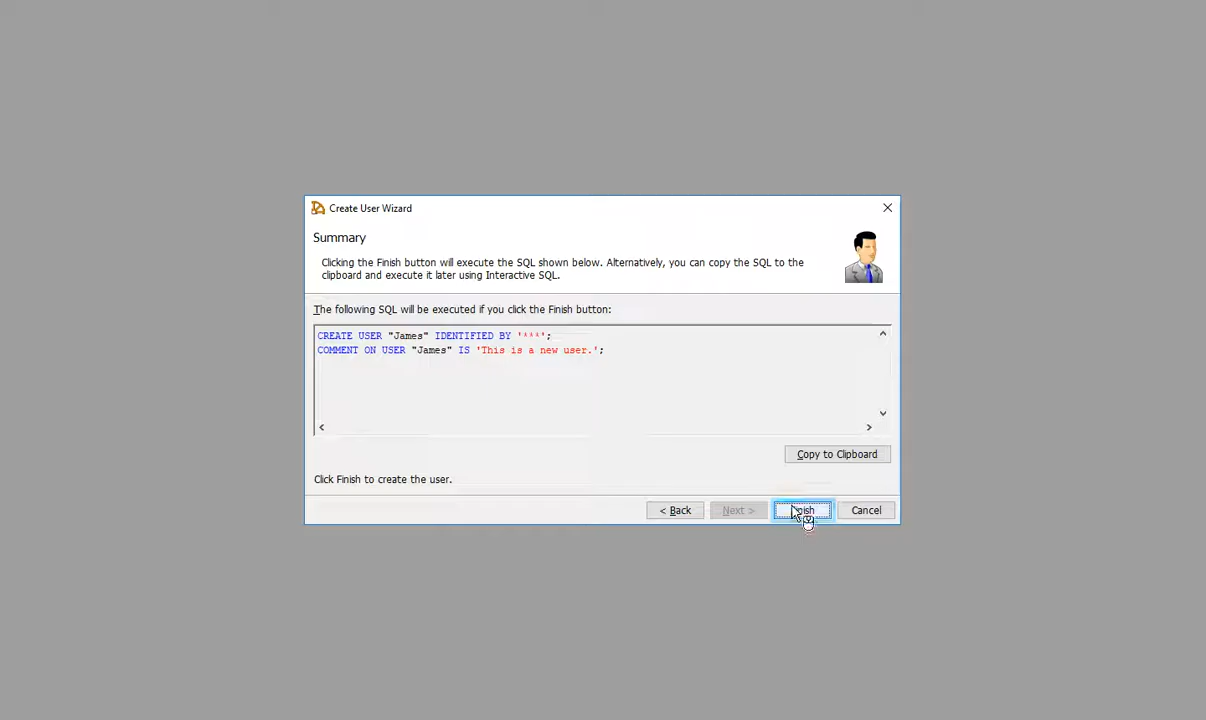 Create User Wizard
Summary
Clicking the Finish button will execute the SQL shown below. Alternatively, you can copy the SQL to the
clipboard and execute it later using Interactive SQL.
The following SQL will be executed if you click the Finish button:
CREATE USER "James" IDENTIFIED BY '***';
COMMENT ON USER "James" IS 'This is a new user.';
Copy to Clipboard
Click Finish to create the user.
< Back
Next >
Finish
Cancel